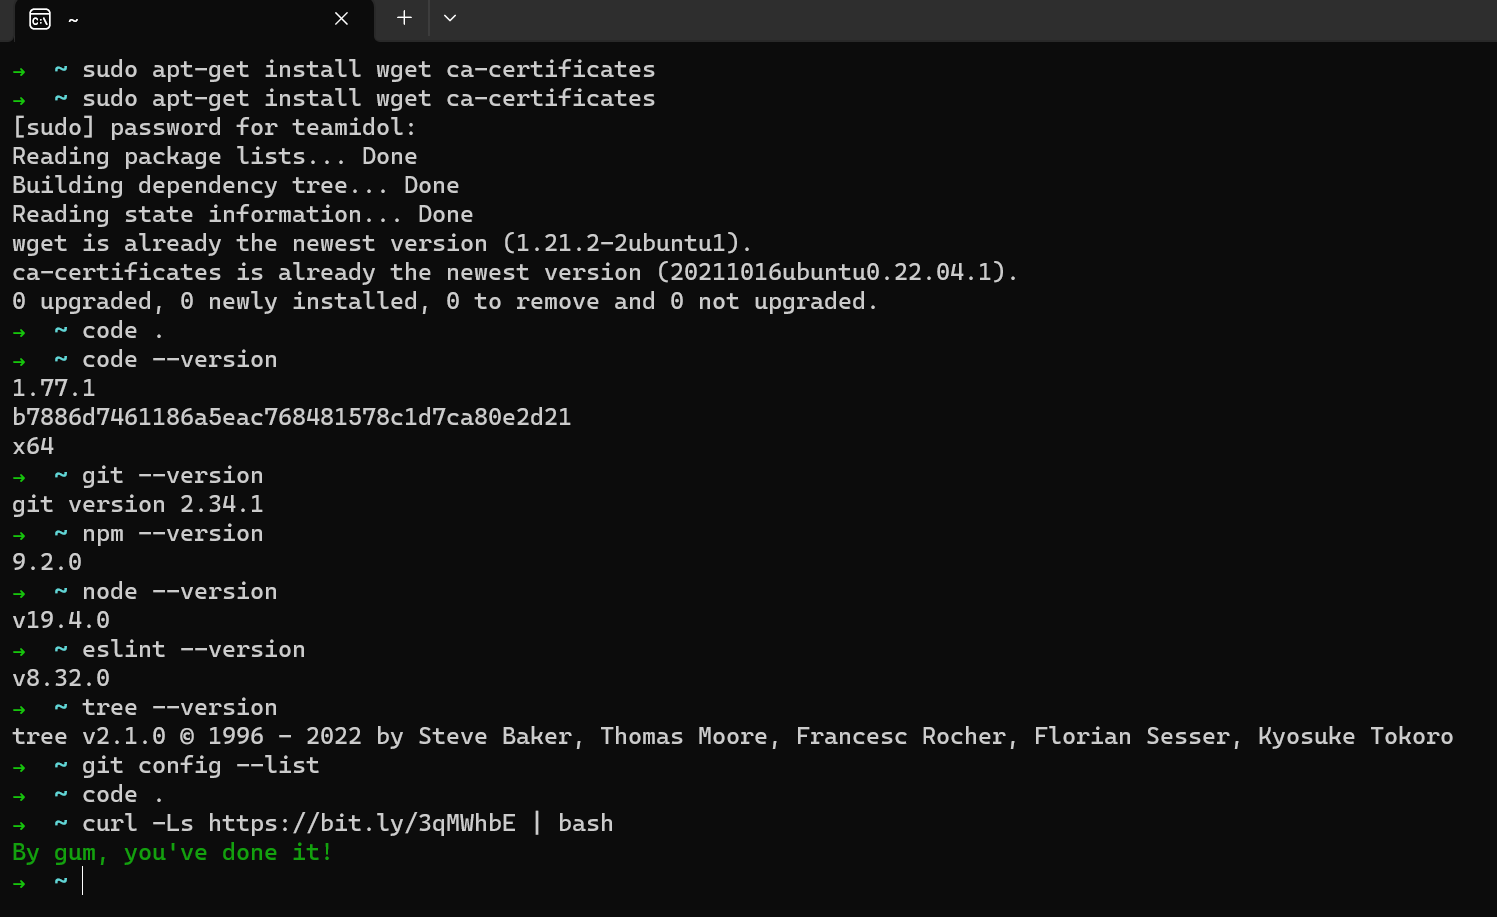 ~
→ ~ sudo apt-get install wget ca-certificates
→ ~ sudo apt-get install wget ca-certificates
[sudo] password for teamidol:
Reading package lists... Done
Building dependency tree... Done
Reading state information... Done
wget is already the newest version (1.21.2-2ubuntu1).
ca-certificates is already the newest version (20211016ubuntu0.22.04.1).
0 upgraded, 0 newly installed, 0 to remove and 0 not upgraded.
→ ~ code .
→ ~ code --version
1.77.1
b7886d7461186a5eac768481578c1d7ca80e2d21
x64
→ ~ git --version
git version 2.34.1
→ ~ npm --version
9.2.0
→ ~ node --version
v19.4.0
→ ~ eslint --version
v8.32.0
→ ~ tree --version
tree v2.1.0 © 1996 - 2022 by Steve Baker, Thomas Moore, Francesc Rocher, Florian Sesser, Kyosuke Tokoro
→ ~ git config --list
→ ~ code .
→ ~ curl -Ls https://bit.ly/3qMWhbE | bash
By gum, you've done it!
→ ~